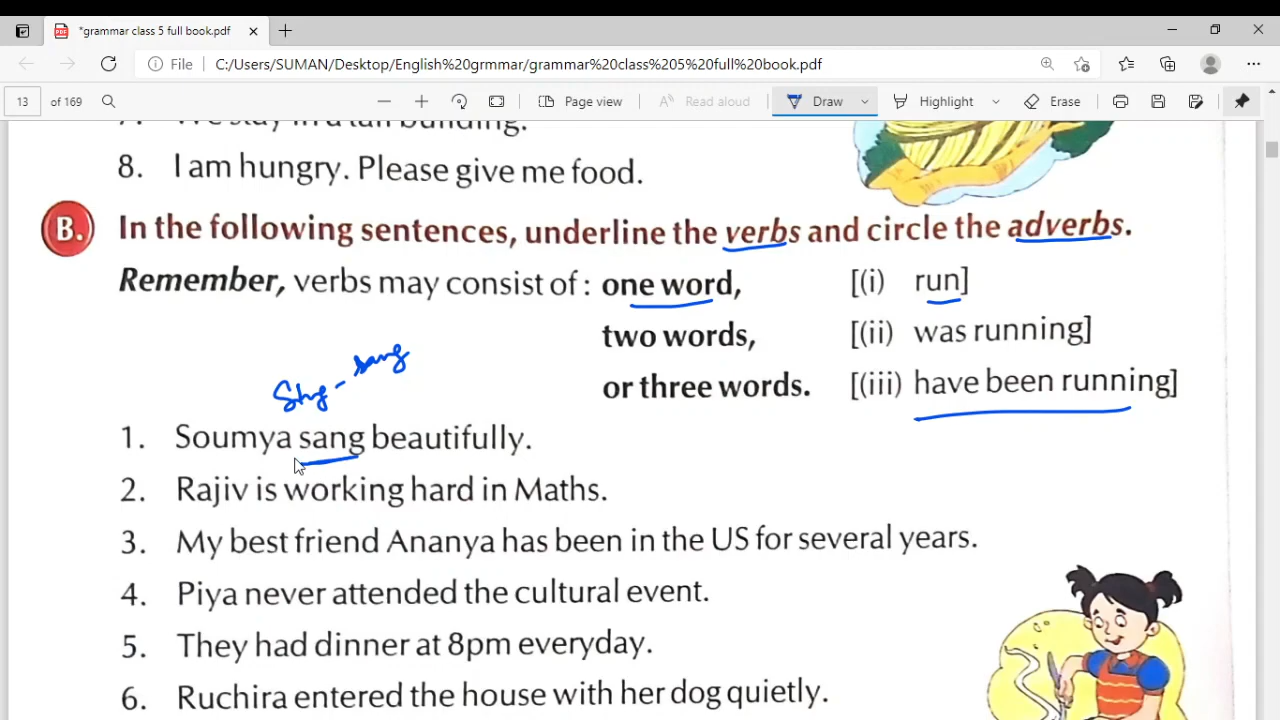 *grammar class 5 full book.pdf
File C:/Users/SUMAN/Desktop/English%20grmmar/grammar%20class%205%20full%20book.pdf
13 of 169 Page view Read aloud Draw Highlight Erase
7. We stay in a tall building.
8. I am hungry. Please give me food.
B. In the following sentences, underline the verbs and circle the adverbs.
Remember, verbs may consist of : one word, [(i) run]
two words, [(ii) was running]
or three words. [(iii) have been running]
sang
1. Soumya sang beautifully.
2. Rajiv is working hard in Maths.
3. My best friend Ananya has been in the US for several years.
4. Piya never attended the cultural event.
5. They had dinner at 8pm everyday.
6. Ruchira entered the house with her dog quietly.